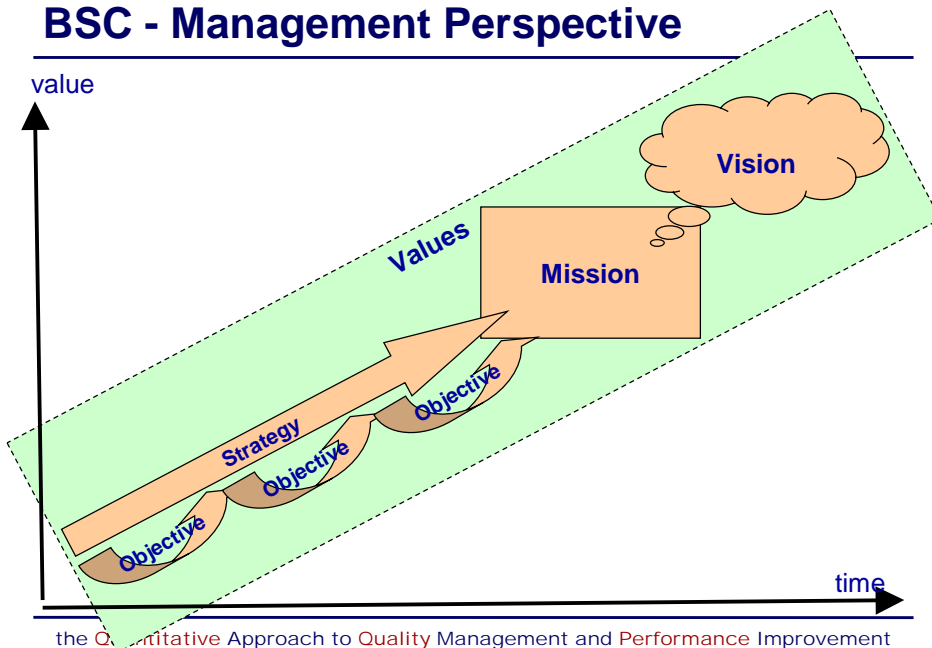 BSC - Management Perspective
value
Vision
Values
Mission
Objective
Strategy
Objective
Objective
time
the Quantitative Approach to Quality Management and Performance Improvement